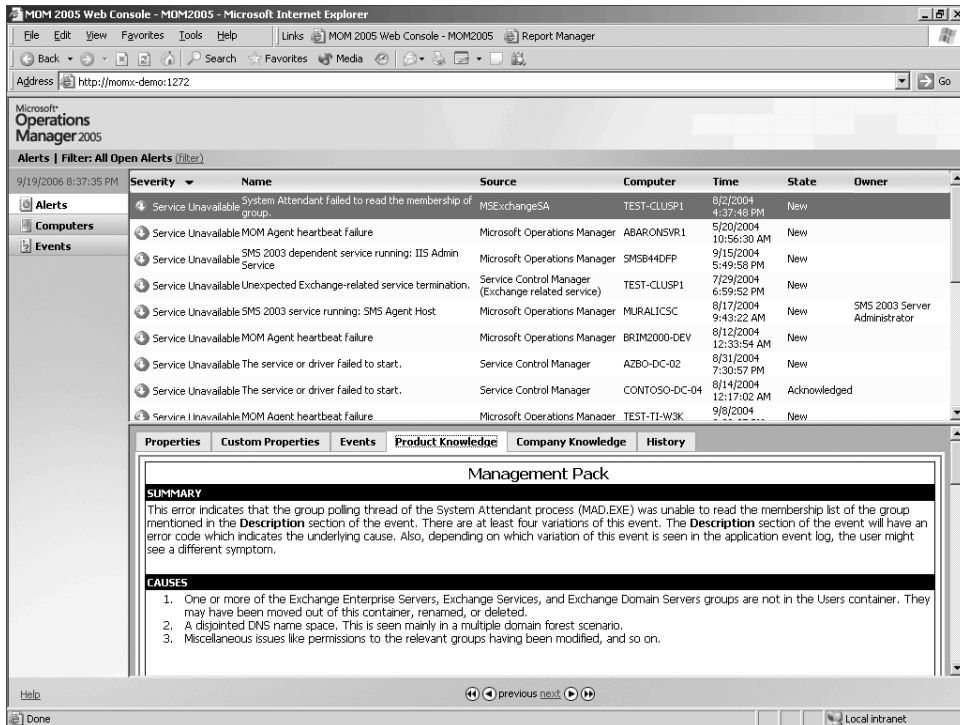 MOM 2005 Web Console - MOM2005 - Microsoft Internet Explorer
File Edit View Favorites Tools Help Links MOM 2005 Web Console - MOM2005 Report Manager
Back Search Favorites Media
Address http://momx-demo:1272 Go
Microsoft
Operations
Manager 2005
Alerts | Filter: All Open Alerts (filter)
9/19/2006 8:37:35 PM
Alerts
Computers
Events
Severity Name Source Computer Time State Owner
Service Unavailable System Attendant failed to read the membership of group. MSExchangeSA TEST-CLUSP1 8/2/2004 4:37:48 PM New
Service Unavailable MOM Agent heartbeat failure Microsoft Operations Manager ABARONSVR1 5/20/2004 10:56:30 AM New
Service Unavailable SMS 2003 dependent service running: IIS Admin Service Microsoft Operations Manager SMSB44DFP 9/15/2004 5:49:58 PM New
Service Unavailable Unexpected Exchange-related service termination. Service Control Manager (Exchange related service) TEST-CLUSP1 7/29/2004 6:59:52 PM New
Service Unavailable SMS 2003 service running: SMS Agent Host Microsoft Operations Manager MURALICSC 8/17/2004 9:43:22 AM New SMS 2003 Server Administrator
Service Unavailable MOM Agent heartbeat failure Microsoft Operations Manager BRIM2000-DEV 8/12/2004 12:33:54 AM New
Service Unavailable The service or driver failed to start. Service Control Manager AZBO-DC-02 8/31/2004 7:30:57 PM New
Service Unavailable The service or driver failed to start. Service Control Manager CONTOSO-DC-04 8/14/2004 12:17:02 AM Acknowledged
Service Unavailable MOM Agent heartbeat failure Microsoft Operations Manager TEST-TI-W3K 9/8/2004 New
Properties Custom Properties Events Product Knowledge Company Knowledge History
Management Pack
SUMMARY
This error indicates that the group polling thread of the System Attendant process (MAD.EXE) was unable to read the membership list of the group
mentioned in the Description section of the event. There are at least four variations of this event. The Description section of the event will have an
error code which indicates the underlying cause. Also, depending on which variation of this event is seen in the application event log, the user might
see a different symptom.
CAUSES
1. One or more of the Exchange Enterprise Servers, Exchange Services, and Exchange Domain Servers groups are not in the Users container. They
may have been moved out of this container, renamed, or deleted.
2. A disjointed DNS name space. This is seen mainly in a multiple domain forest scenario.
3. Miscellaneous issues like permissions to the relevant groups having been modified, and so on.
Help previous next
Done Local intranet